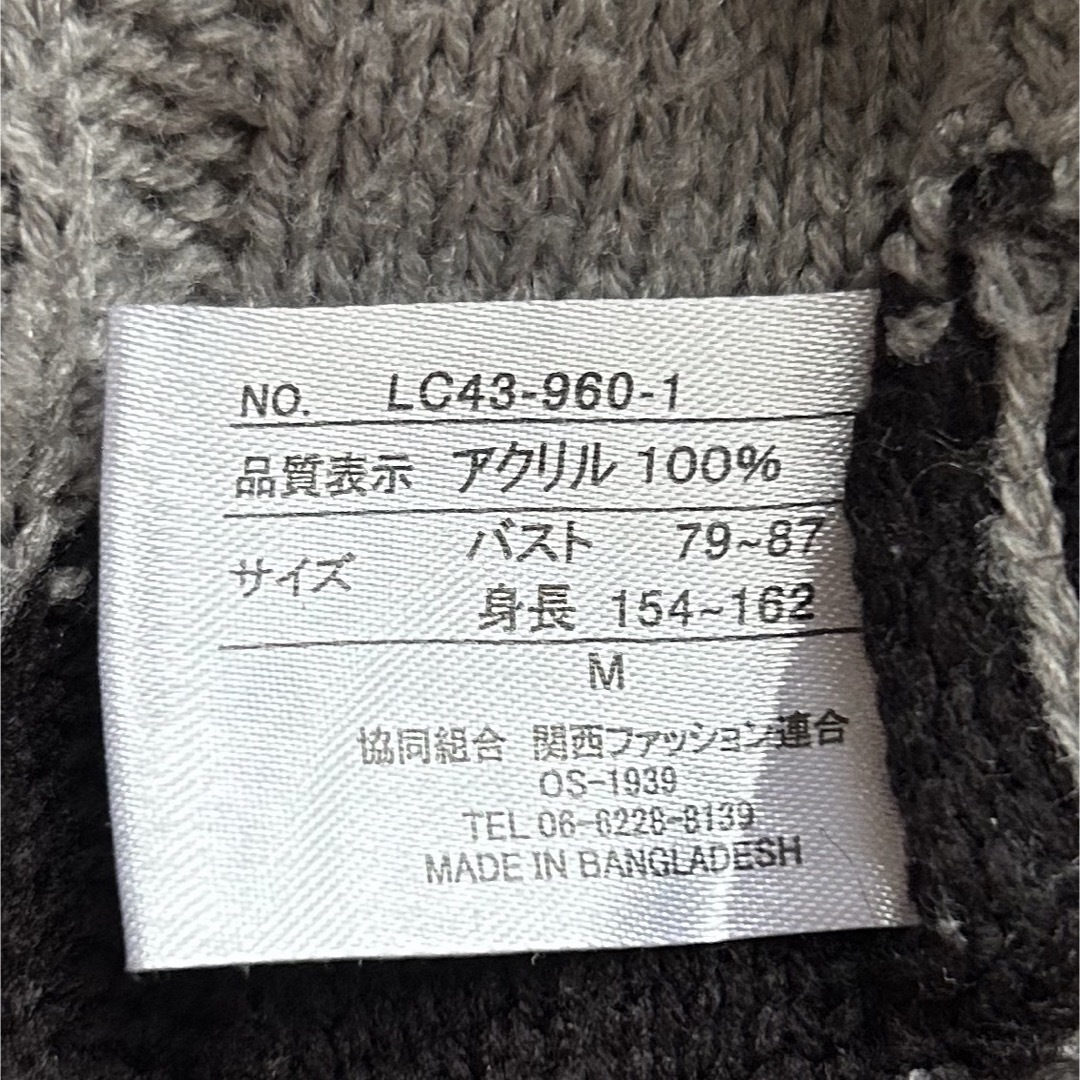 NO. LC43-960-1
品質表示 アクリル 100%
サイズ バスト 79~87
身長 154~162
M
協同組合 関西ファッション連合
OS-1939
TEL 06-6228-8139
MADE IN BANGLADESH